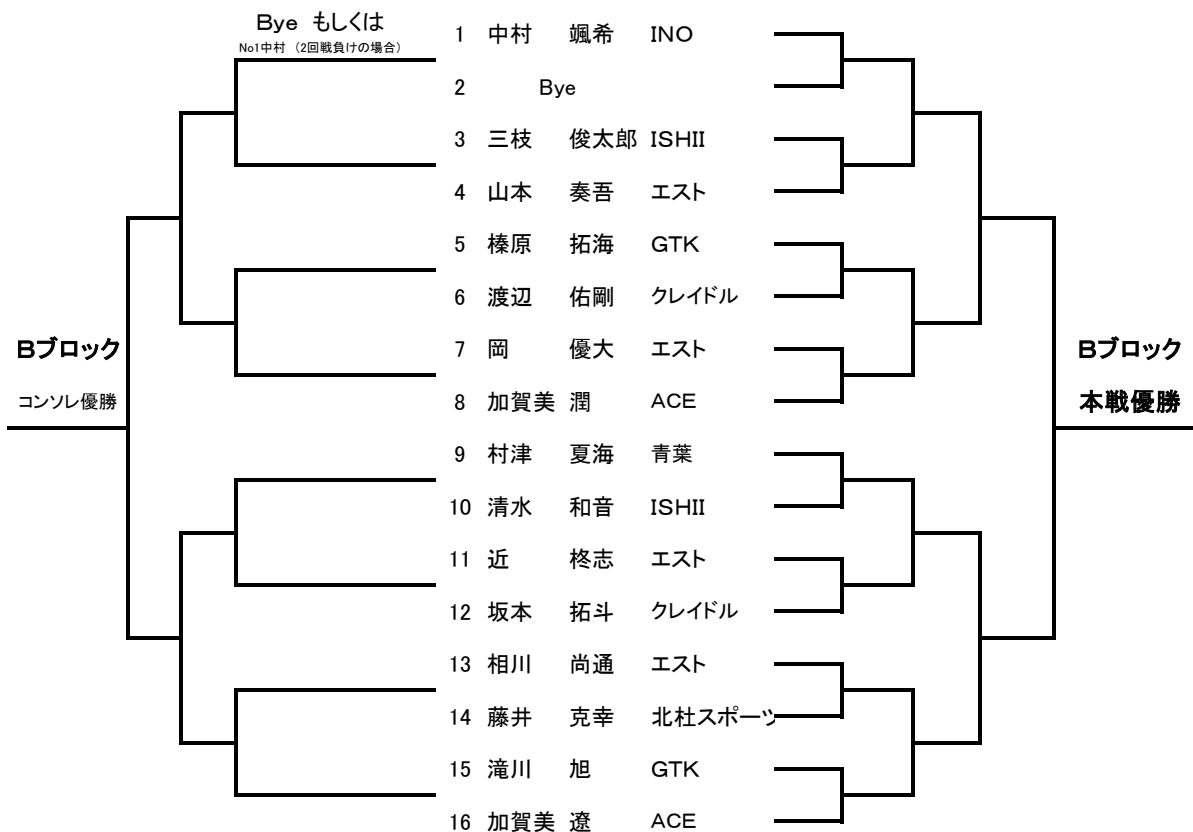 Bye もしくは
No1中村 （2回戦負けの場合）
1 中村 颯希 INO
2 Bye
3 三枝 俊太郎 ISHII
4 山本 奏吾 エスト
5 榛原 拓海 GTK
6 渡辺 佑剛 クレイドル
Bブロック
7 岡 優大 エスト
Bブロック
コンソレ優勝
8 加賀美 潤 ACE
本戦優勝
9 村津 夏海 青葉
10 清水 和音 ISHII
11 近 柊志 エスト
12 坂本 拓斗 クレイドル
13 相川 尚通 エスト
14 藤井 克幸 北杜スポーツ
15 滝川 旭 GTK
16 加賀美 遼 ACE